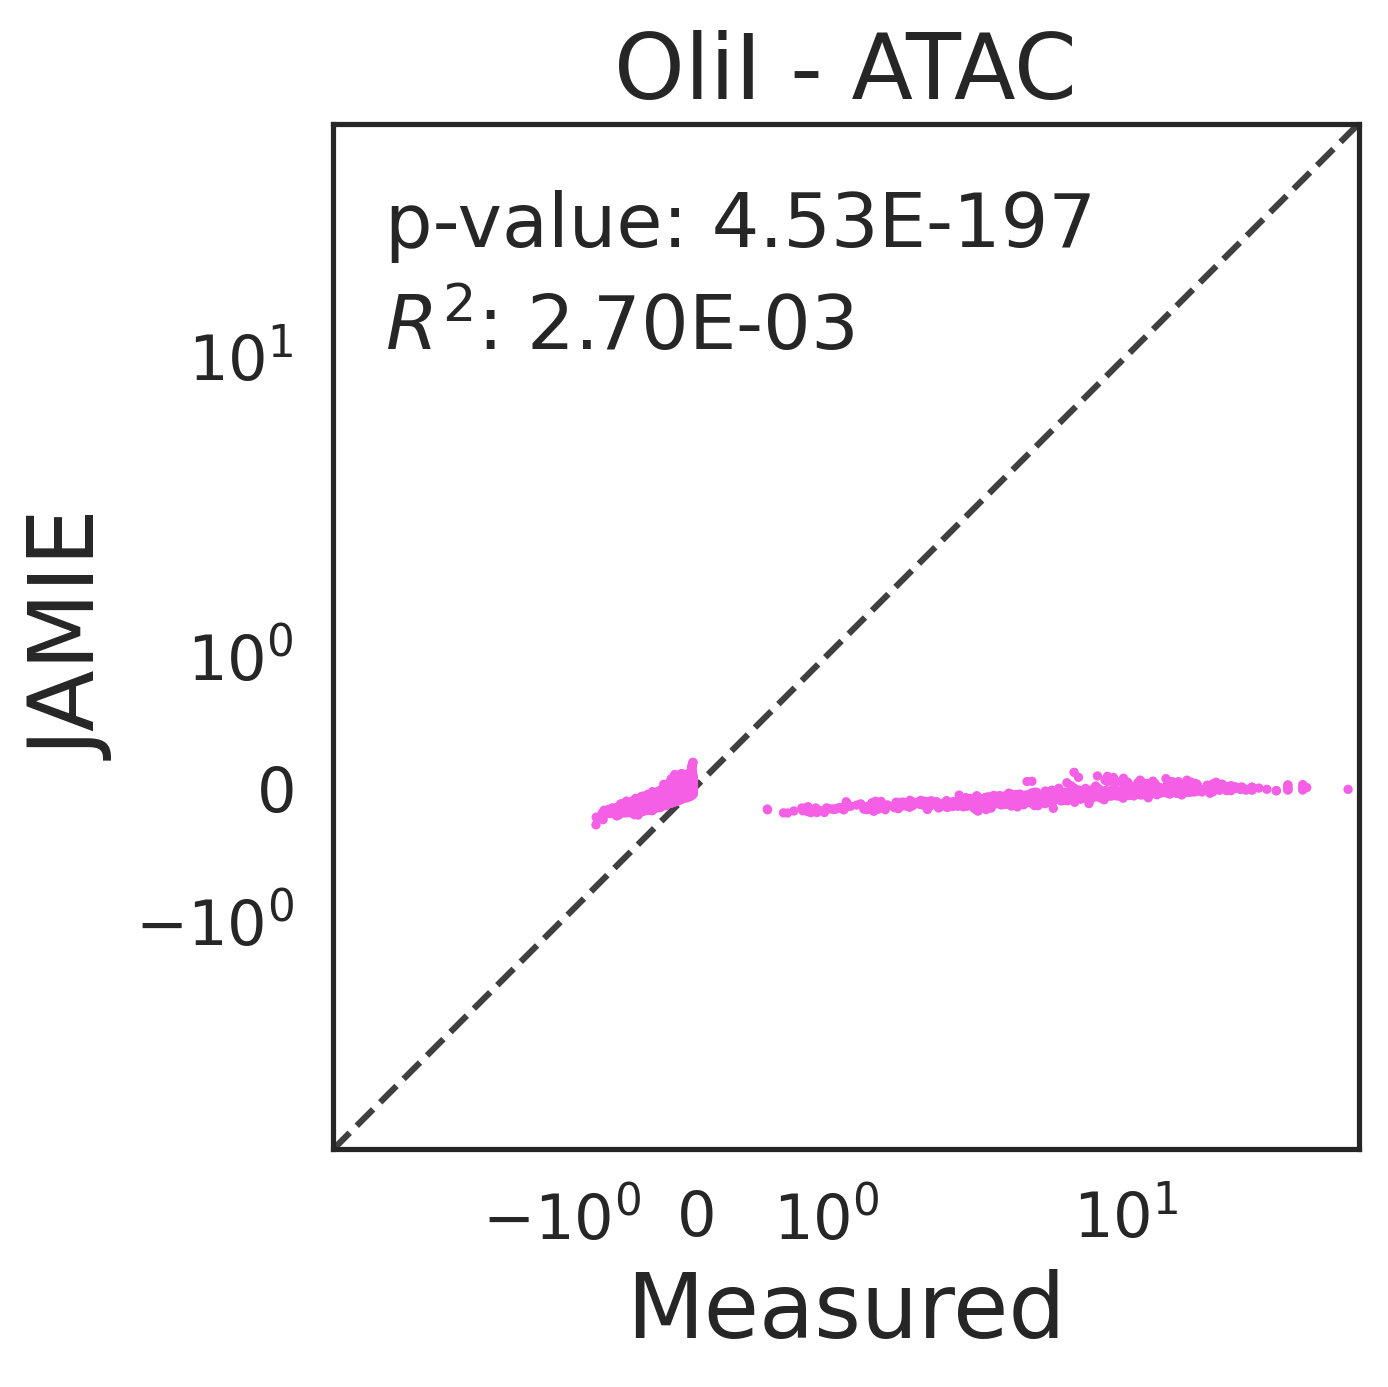 OliI - ATAC
p-value: 4.53E-197
R²: 2.70E-03
JAMIE
10¹
10⁰
0
−10⁰
−10⁰ 0 10⁰ 10¹
Measured